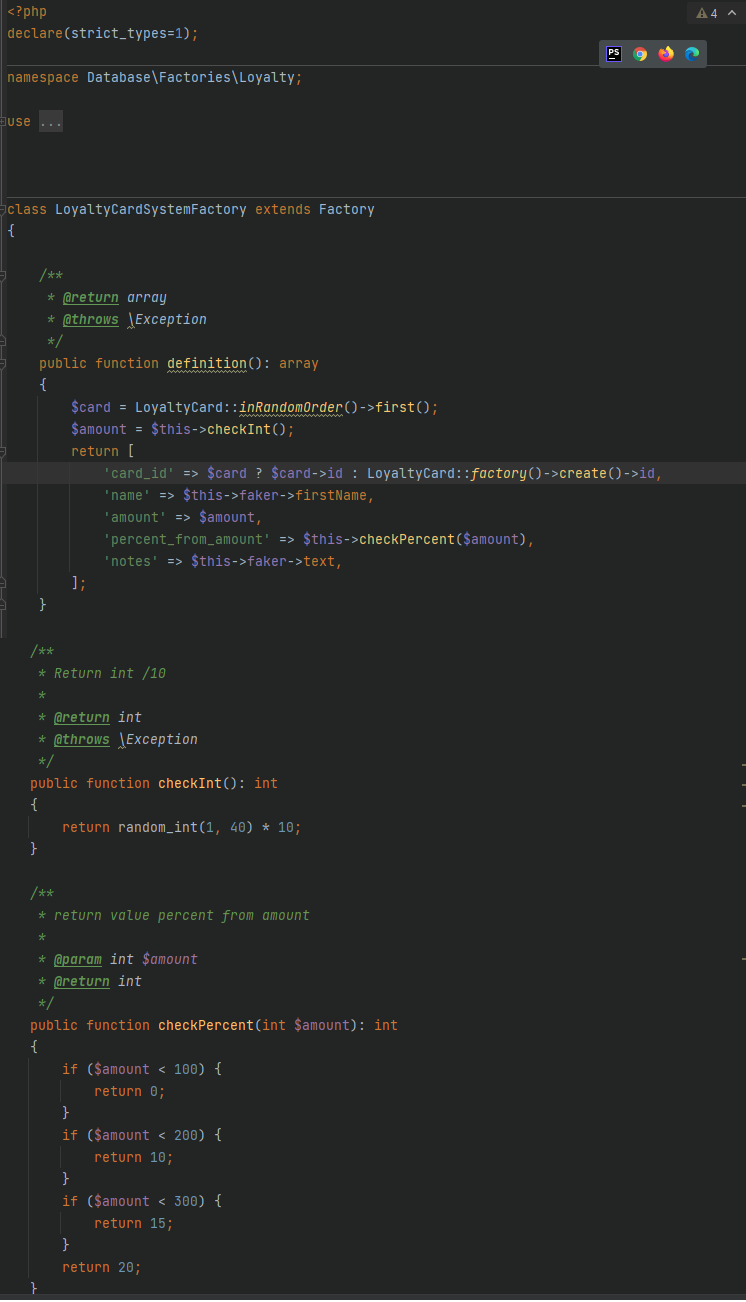 <?php
4
declare(strict_types=1);
PS
namespace Database\Factories\Loyalty;
use ...
class LoyaltyCardSystemFactory extends Factory
{
/**
* @return array
* @throws \Exception
*/
public function definition(): array
{
$card = LoyaltyCard::inRandomOrder()->first();
$amount = $this->checkInt();
return [
'card_id' => $card ? $card->id : LoyaltyCard::factory()->create()->id,
'name' => $this->faker->firstName,
'amount' => $amount,
'percent_from_amount' => $this->checkPercent($amount),
'notes' => $this->faker->text,
];
}
/**
* Return int /10
*
* @return int
* @throws \Exception
*/
public function checkInt(): int
{
return random_int(1, 40) * 10;
}
/**
* return value percent from amount
*
* @param int $amount
* @return int
*/
public function checkPercent(int $amount): int
{
if ($amount < 100) {
return 0;
}
if ($amount < 200) {
return 10;
}
if ($amount < 300) {
return 15;
}
return 20;
}